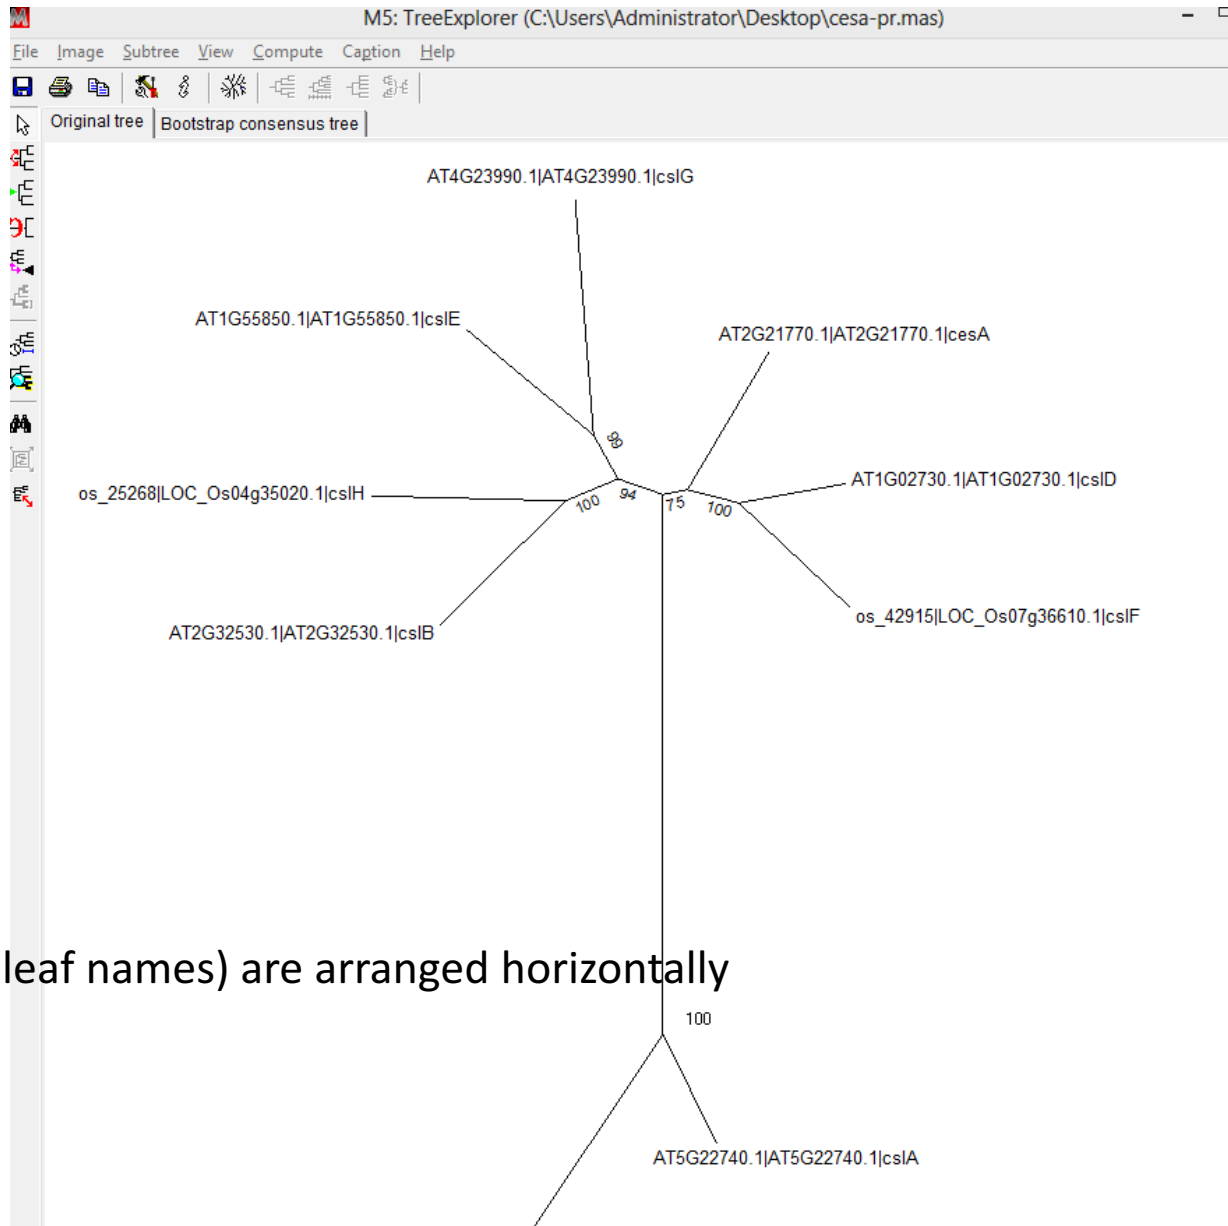 M5: TreeExplorer (C:\Users\Administrator\Desktop\cesa-pr.mas)
File Image Subtree View Compute Caption Help
Original tree Bootstrap consensus tree
AT4G23990.1|AT4G23990.1|cslG
AT1G55850.1|AT1G55850.1|cslE
AT2G21770.1|AT2G21770.1|cesA
99
AT1G02730.1|AT1G02730.1|cslD
os_25268|LOC_Os04g35020.1|cslH
100 94 75 100
os_42915|LOC_Os07g36610.1|cslF
AT2G32530.1|AT2G32530.1|cslB
leaf names) are arranged horizontally
100
AT5G22740.1|AT5G22740.1|cslA